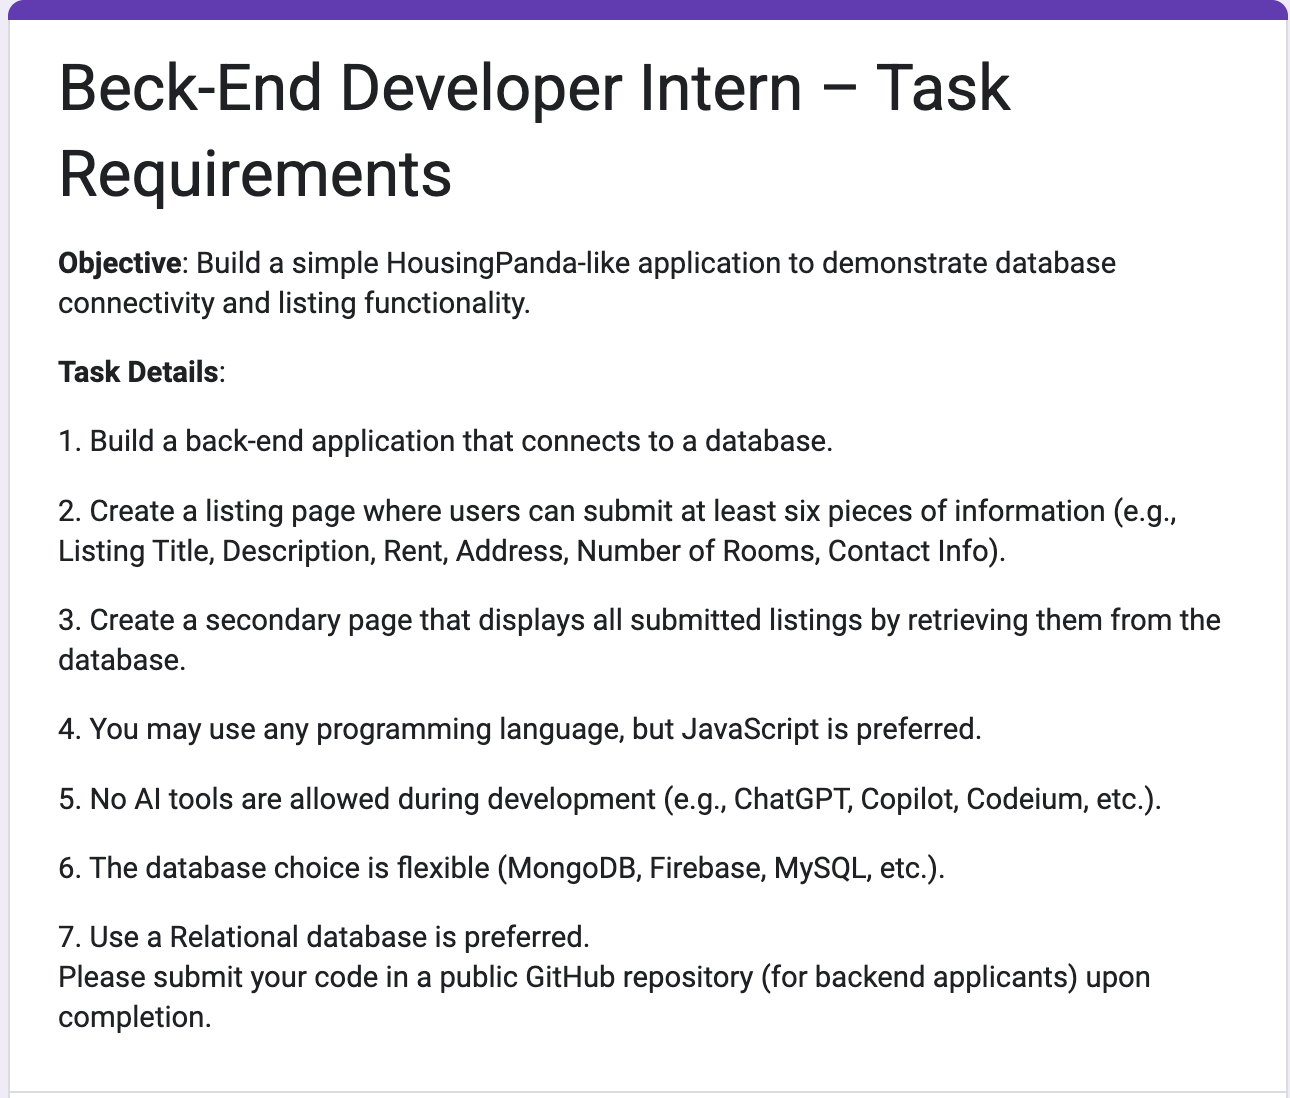 Beck-End Developer Intern – Task
Requirements
Objective: Build a simple HousingPanda-like application to demonstrate database
connectivity and listing functionality.
Task Details:
1. Build a back-end application that connects to a database.
2. Create a listing page where users can submit at least six pieces of information (e.g.,
Listing Title, Description, Rent, Address, Number of Rooms, Contact Info).
3. Create a secondary page that displays all submitted listings by retrieving them from the
database.
4. You may use any programming language, but JavaScript is preferred.
5. No AI tools are allowed during development (e.g., ChatGPT, Copilot, Codeium, etc.).
6. The database choice is flexible (MongoDB, Firebase, MySQL, etc.).
7. Use a Relational database is preferred.
Please submit your code in a public GitHub repository (for backend applicants) upon
completion.